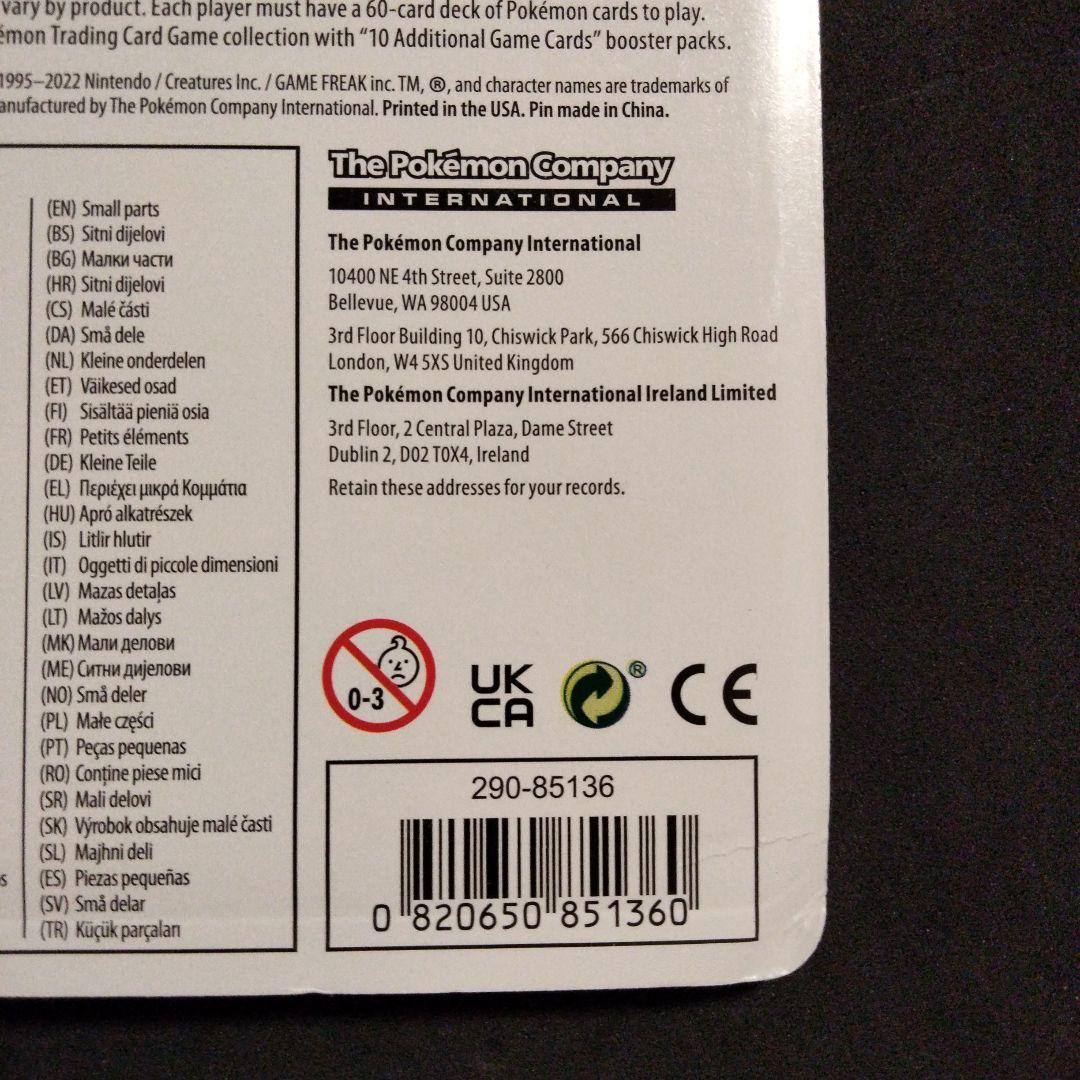 vary by product. Each player must have a 60-card deck of Pokémon cards to play.
émon Trading Card Game collection with “10 Additional Game Cards” booster packs.
1995–2022 Nintendo / Creatures Inc. / GAME FREAK inc. TM, ®, and character names are trademarks of
anufactured by The Pokémon Company International. Printed in the USA. Pin made in China.
(EN) Small parts
(BS) Sitni dijelovi
(BG) Малки части
(HR) Sitni dijelovi
(CS) Malé části
(DA) Små dele
(NL) Kleine onderdelen
(ET) Väikesed osad
(FI) Sisältää pieniä osia
(FR) Petits éléments
(DE) Kleine Teile
(EL) Περιέχει μικρά Κομμάτια
(HU) Apró alkatrészek
(IS) Litlir hlutir
(IT) Oggetti di piccole dimensioni
(LV) Mazas detaļas
(LT) Mažos dalys
(MK) Мали делови
(ME) Ситни дијелови
(NO) Små deler
(PL) Małe części
(PT) Peças pequenas
(RO) Conține piese mici
(SR) Mali delovi
(SK) Výrobok obsahuje malé časti
(SL) Majhni deli
s (ES) Piezas pequeñas
(SV) Små delar
(TR) Küçük parçaları
The Pokémon Company
INTERNATIONAL
The Pokémon Company International
10400 NE 4th Street, Suite 2800
Bellevue, WA 98004 USA
3rd Floor Building 10, Chiswick Park, 566 Chiswick High Road
London, W4 5XS United Kingdom
The Pokémon Company International Ireland Limited
3rd Floor, 2 Central Plaza, Dame Street
Dublin 2, D02 T0X4, Ireland
Retain these addresses for your records.
0-3
UK
CA
®
CE
290-85136
0 820650 851360